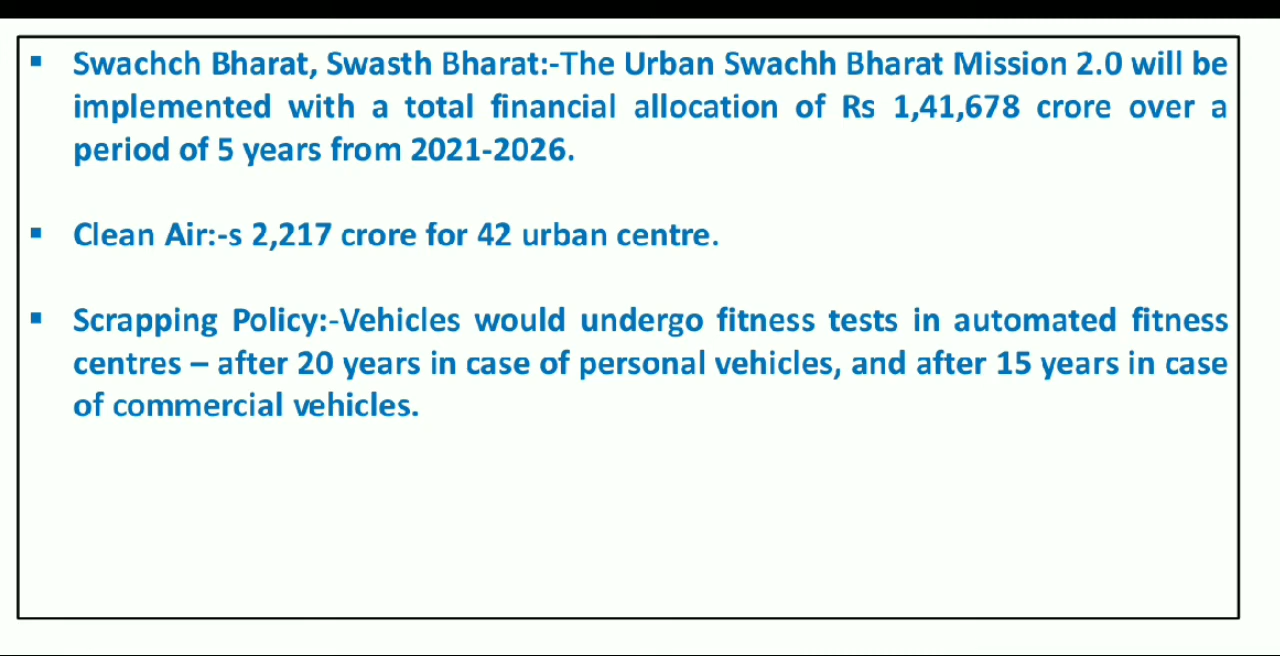 ▪ Swachch Bharat, Swasth Bharat:-The Urban Swachh Bharat Mission 2.0 will be
implemented with a total financial allocation of Rs 1,41,678 crore over a
period of 5 years from 2021-2026.
▪ Clean Air:-s 2,217 crore for 42 urban centre.
▪ Scrapping Policy:-Vehicles would undergo fitness tests in automated fitness
centres – after 20 years in case of personal vehicles, and after 15 years in case
of commercial vehicles.